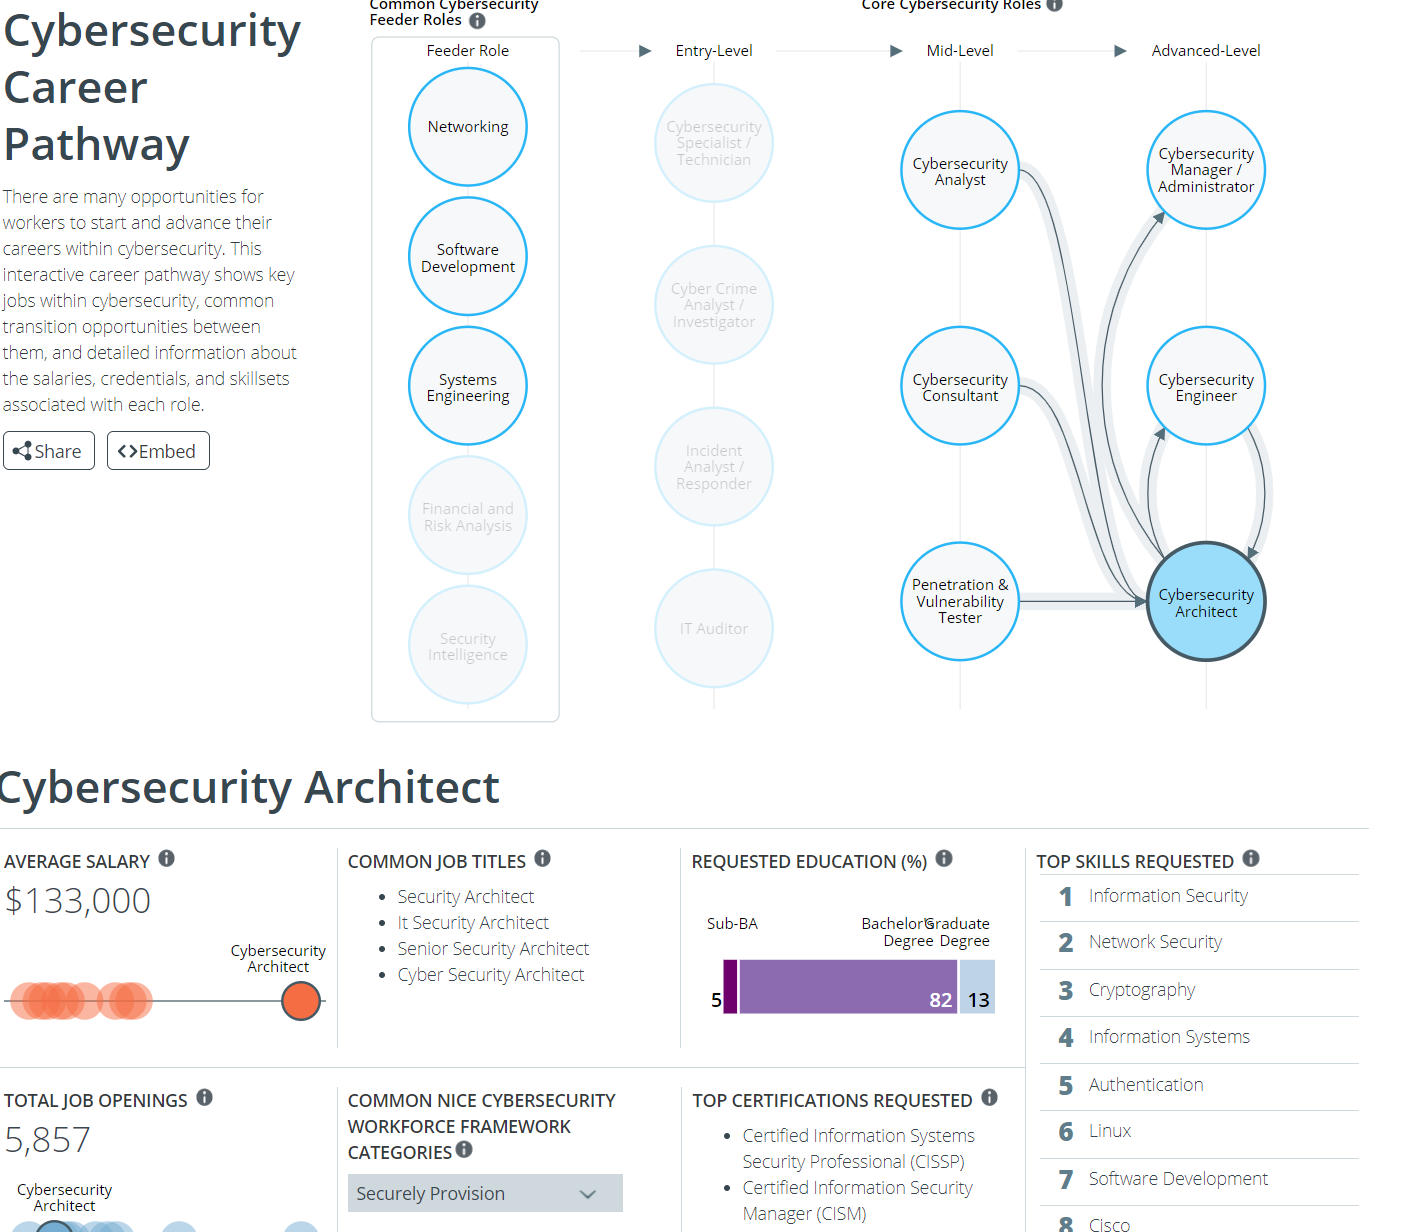 Cybersecurity
Career
Pathway
There are many opportunities for
workers to start and advance their
careers within cybersecurity. This
interactive career pathway shows key
jobs within cybersecurity, common
transition opportunities between
them, and detailed information about
the salaries, credentials, and skillsets
associated with each role.
Share
Embed
Common Cybersecurity
Feeder Roles
Core Cybersecurity Roles
Feeder Role
Entry-Level
Mid-Level
Advanced-Level
Networking
Software
Development
Systems
Engineering
Financial and
Risk Analysis
Security
Intelligence
Cybersecurity
Specialist /
Technician
Cyber Crime
Analyst /
Investigator
Incident
Analyst /
Responder
IT Auditor
Cybersecurity
Analyst
Cybersecurity
Consultant
Penetration &
Vulnerability
Tester
Cybersecurity
Manager /
Administrator
Cybersecurity
Engineer
Cybersecurity
Architect
Cybersecurity Architect
AVERAGE SALARY
$133,000
Cybersecurity
Architect
COMMON JOB TITLES
Security Architect
It Security Architect
Senior Security Architect
Cyber Security Architect
REQUESTED EDUCATION (%)
Sub-BA
Bachelor's
Degree
Graduate
Degree
5
82
13
TOP SKILLS REQUESTED
1 Information Security
2 Network Security
3 Cryptography
4 Information Systems
5 Authentication
6 Linux
7 Software Development
8 Cisco
TOTAL JOB OPENINGS
5,857
Cybersecurity
Architect
COMMON NICE CYBERSECURITY
WORKFORCE FRAMEWORK
CATEGORIES
Securely Provision
TOP CERTIFICATIONS REQUESTED
Certified Information Systems
Security Professional (CISSP)
Certified Information Security
Manager (CISM)